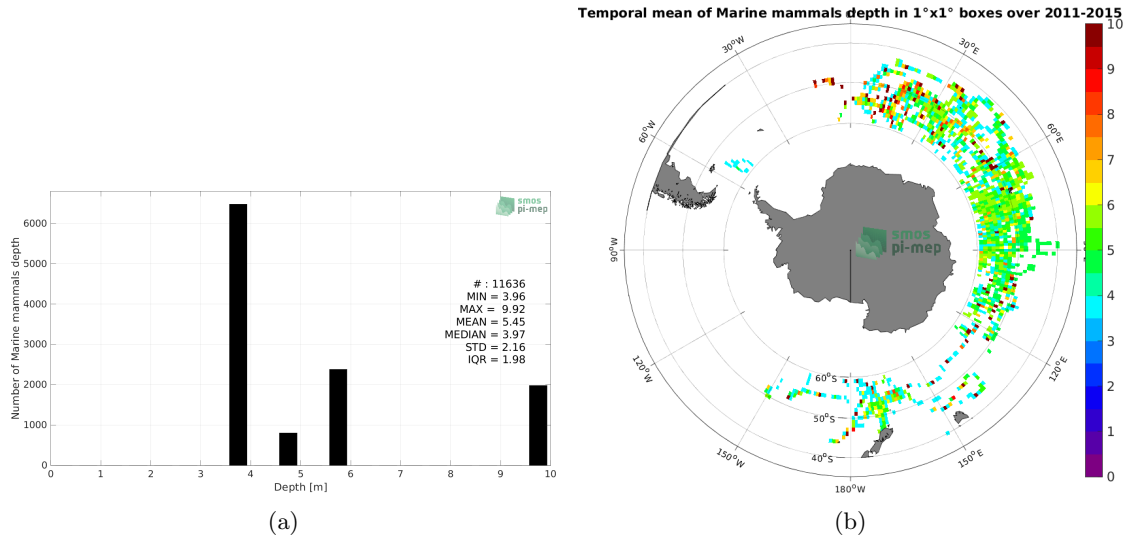 Number of Marine mammals depth
6000
5000
4000
3000
2000
1000
0
0 1 2 3 4 5 6 7 8 9 10
Depth [m]
smos
pi-mep
# : 11636
MIN = 3.96
MAX = 9.92
MEAN = 5.45
MEDIAN = 3.97
STD = 2.16
IQR = 1.98
(a)
Temporal mean of Marine mammals depth in 1°x1° boxes over 2011-2015
30°W
30°E
60°W
60°E
90°W
120°W
120°E
150°W
150°E
180°W
60°S
50°S
40°S
smos
pi-mep
10
9
8
7
6
5
4
3
2
1
0
(b)